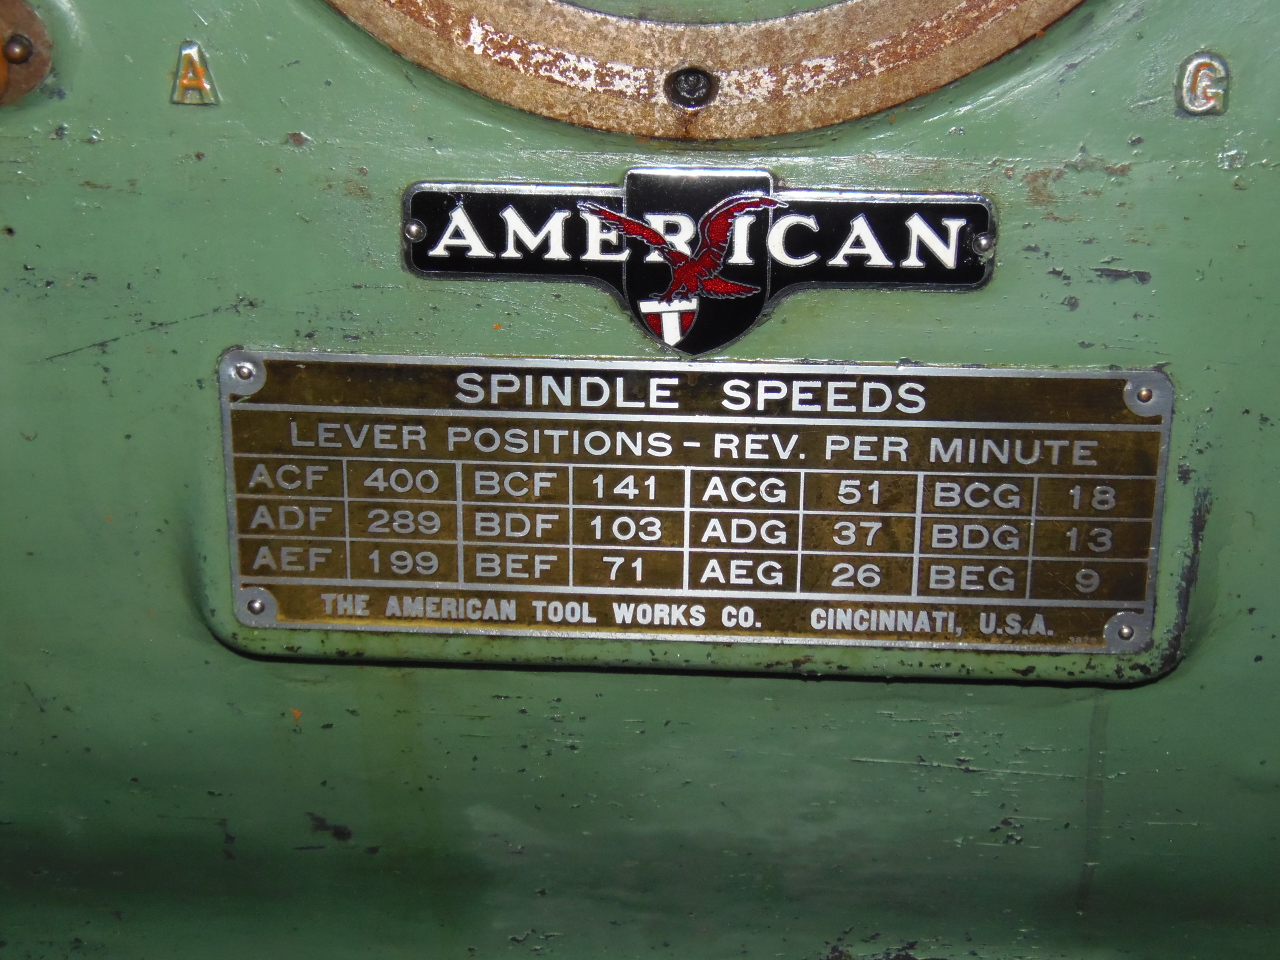 A G
AMERICAN
SPINDLE SPEEDS
LEVER POSITIONS - REV. PER MINUTE
ACF 400 BCF 141 ACG 51 BCG 18
ADF 289 BDF 103 ADG 37 BDG 13
AEF 199 BEF 71 AEG 26 BEG 9
THE AMERICAN TOOL WORKS CO. CINCINNATI, U.S.A.